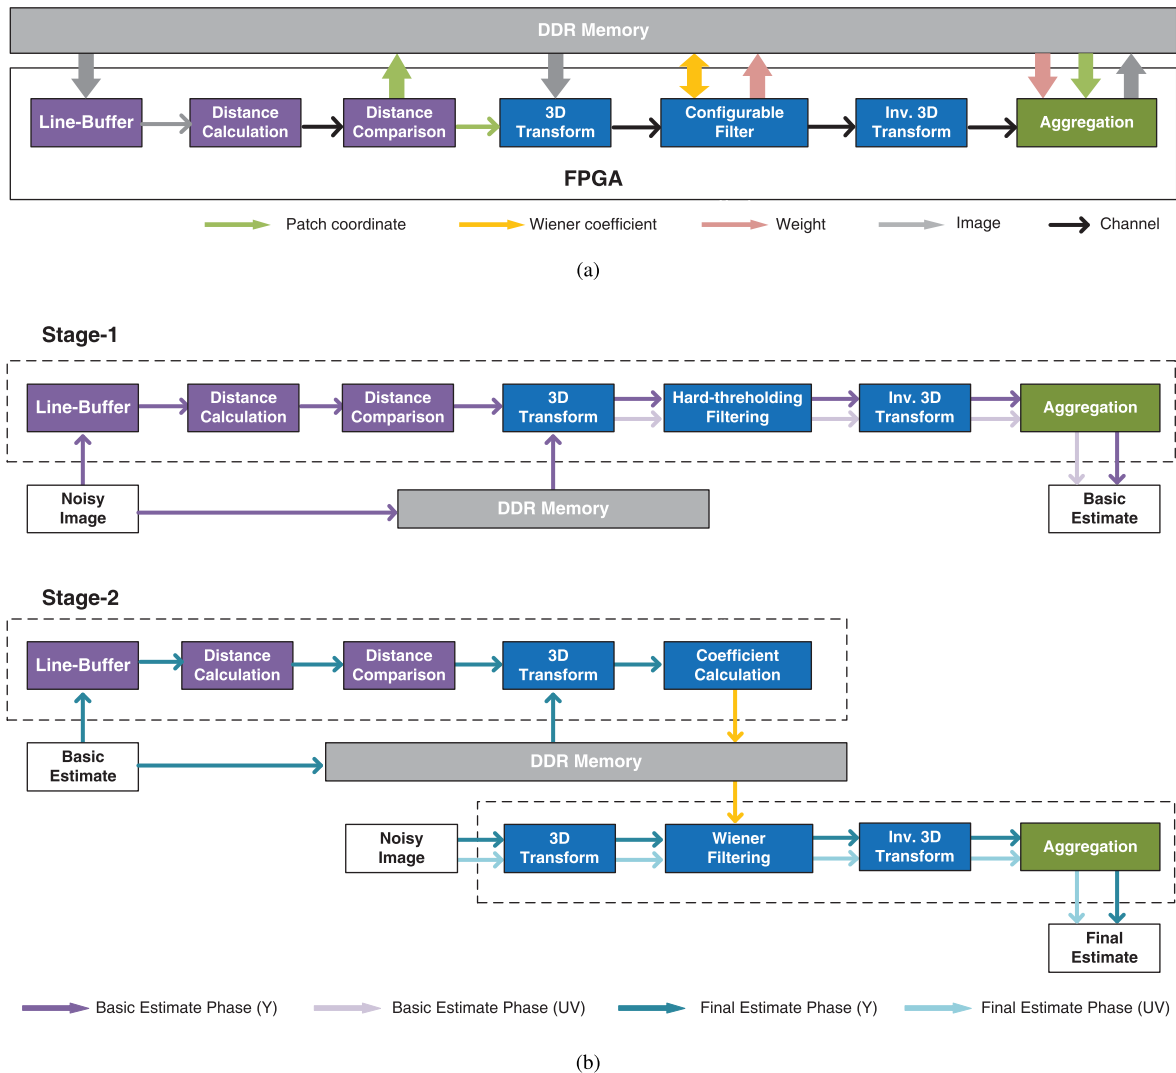 DDR Memory
Line-Buffer
Distance
Calculation
Distance
Comparison
3D
Transform
Configurable
Filter
Inv. 3D
Transform
Aggregation
FPGA
Patch coordinate
Wiener coefficient
Weight
Image
Channel
(a)
Stage-1
Line-Buffer
Distance
Calculation
Distance
Comparison
3D
Transform
Hard-threholding
Filtering
Inv. 3D
Transform
Aggregation
Noisy
Image
DDR Memory
Basic
Estimate
Stage-2
Line-Buffer
Distance
Calculation
Distance
Comparison
3D
Transform
Coefficient
Calculation
Basic
Estimate
DDR Memory
Noisy
Image
3D
Transform
Wiener
Filtering
Inv. 3D
Transform
Aggregation
Final
Estimate
Basic Estimate Phase (Y)
Basic Estimate Phase (UV)
Final Estimate Phase (Y)
Final Estimate Phase (UV)
(b)